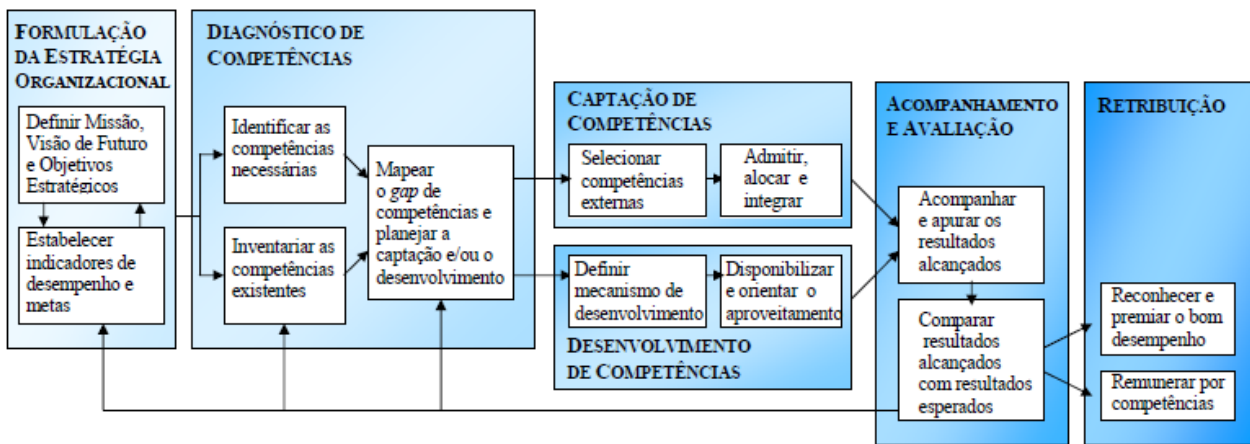 FORMULAÇÃO
DA ESTRATÉGIA
ORGANIZACIONAL
Definir Missão,
Visão de Futuro
e Objetivos
Estratégicos
Estabelecer
indicadores de
desempenho e
metas
DIAGNÓSTICO DE
COMPETÊNCIAS
Identificar as
competências
necessárias
Inventariar as
competências
existentes
Mapear
o gap de
competências e
planejar a
captação e/ou o
desenvolvimento
CAPTAÇÃO DE
COMPETÊNCIAS
Selecionar
competências
externas
Admitir,
alocar e
integrar
Definir
mecanismo de
desenvolvimento
Disponibilizar
e orientar o
aproveitamento
DESENVOLVIMENTO
DE COMPETÊNCIAS
ACOMPANHAMENTO
E AVALIAÇÃO
Acompanhar
e apurar os
resultados
alcançados
Comparar
resultados
alcançados
com resultados
esperados
RETRIBUIÇÃO
Reconhecer e
premiar o bom
desempenho
Remunerar por
competências